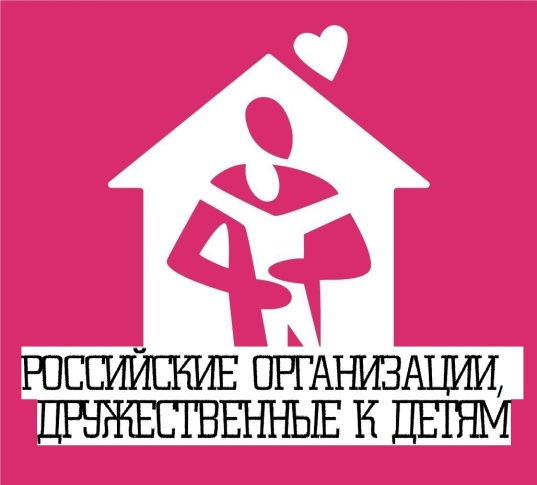 РОССИЙСКИЕ ОРГАНИЗАЦИИ,
ДРУЖЕСТВЕННЫЕ К ДЕТЯМ